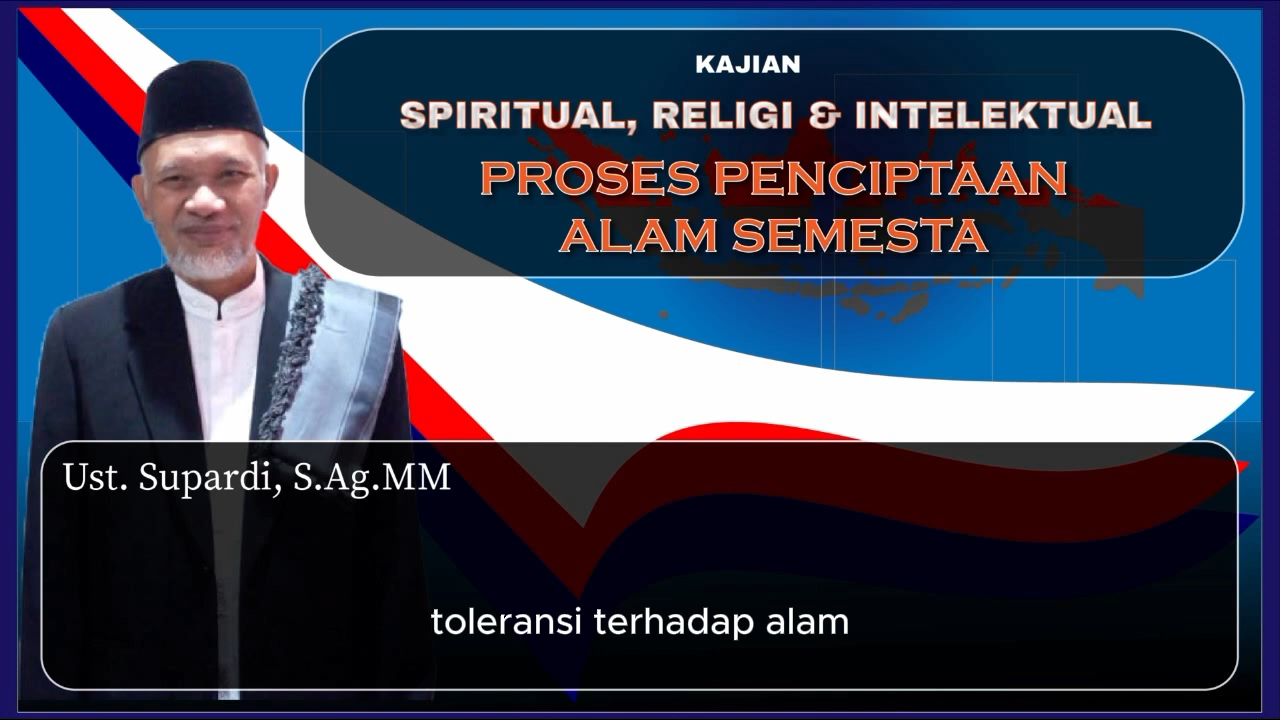 KAJIAN
SPIRITUAL, RELIGI & INTELEKTUAL
PROSES PENCIPTAAN
ALAM SEMESTA
Ust. Supardi, S.Ag.MM
toleransi terhadap alam